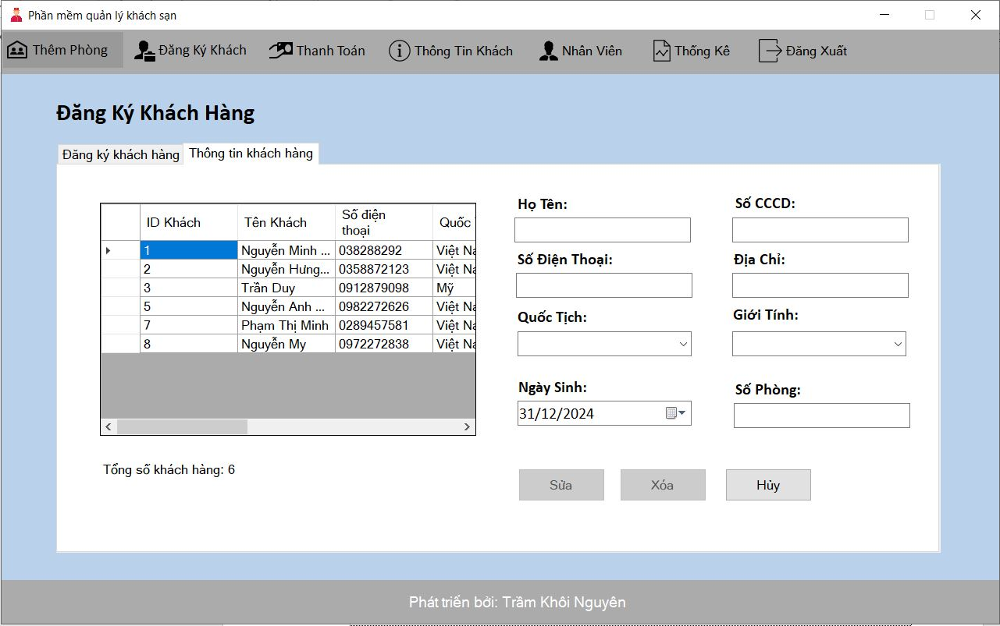 Phần mềm quản lý khách sạn
Thêm Phòng Đăng Ký Khách Thanh Toán Thông Tin Khách Nhân Viên Thống Kê Đăng Xuất
Đăng Ký Khách Hàng
Đăng ký khách hàng Thông tin khách hàng
ID Khách Tên Khách Số điện thoại Quốc
1 Nguyễn Minh ... 038288292 Việt Na
2 Nguyễn Hưng... 0358872123 Việt Na
3 Trần Duy 0912879098 Mỹ
5 Nguyễn Anh ... 0982272626 Việt Na
7 Phạm Thị Minh 0289457581 Việt Na
8 Nguyễn My 0972272838 Việt Na
Tổng số khách hàng: 6
Họ Tên: Số CCCD:
Số Điện Thoại: Địa Chỉ:
Quốc Tịch: Giới Tính:
Ngày Sinh: Số Phòng:
31/12/2024
Sửa Xóa Hủy
Phát triển bởi: Trầm Khôi Nguyên